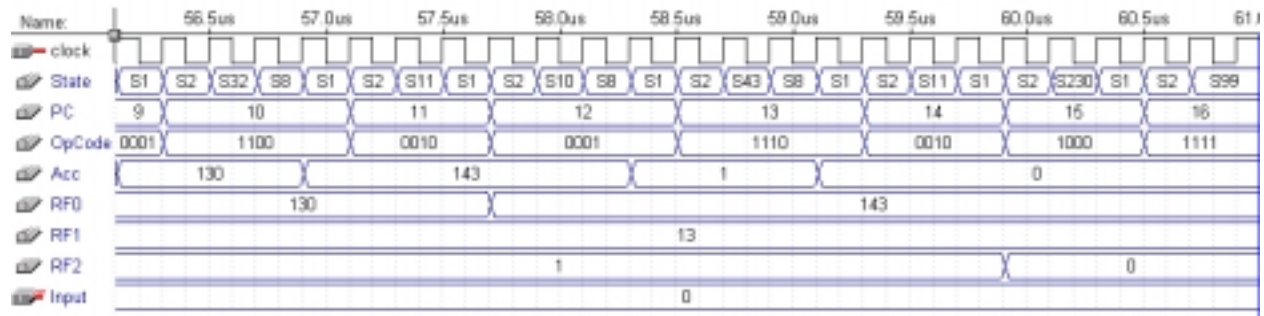 Name: 56.5us 57.0us 57.5us 58.0us 58.5us 59.0us 59.5us 60.0us 60.5us 61.
clock
State S1 S2 S32 S8 S1 S2 S11 S1 S2 S10 S8 S1 S2 S43 S8 S1 S2 S11 S1 S2 S230 S1 S2 S99
PC 9 10 11 12 13 14 15 16
OpCode 0001 1100 0010 0001 1110 0010 1000 1111
Acc 130 143 1 0
RF0 130 143
RF1 13
RF2 1 0
Input 0